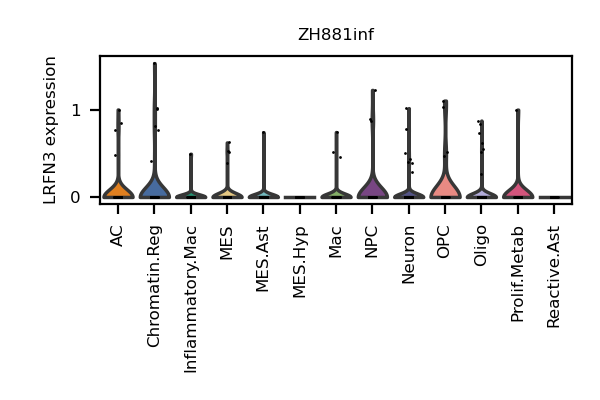 ZH881inf
LRFN3 expression
1
0
AC
Chromatin.Reg
Inflammatory.Mac
MES
MES.Ast
MES.Hyp
Mac
NPC
Neuron
OPC
Oligo
Prolif.Metab
Reactive.Ast